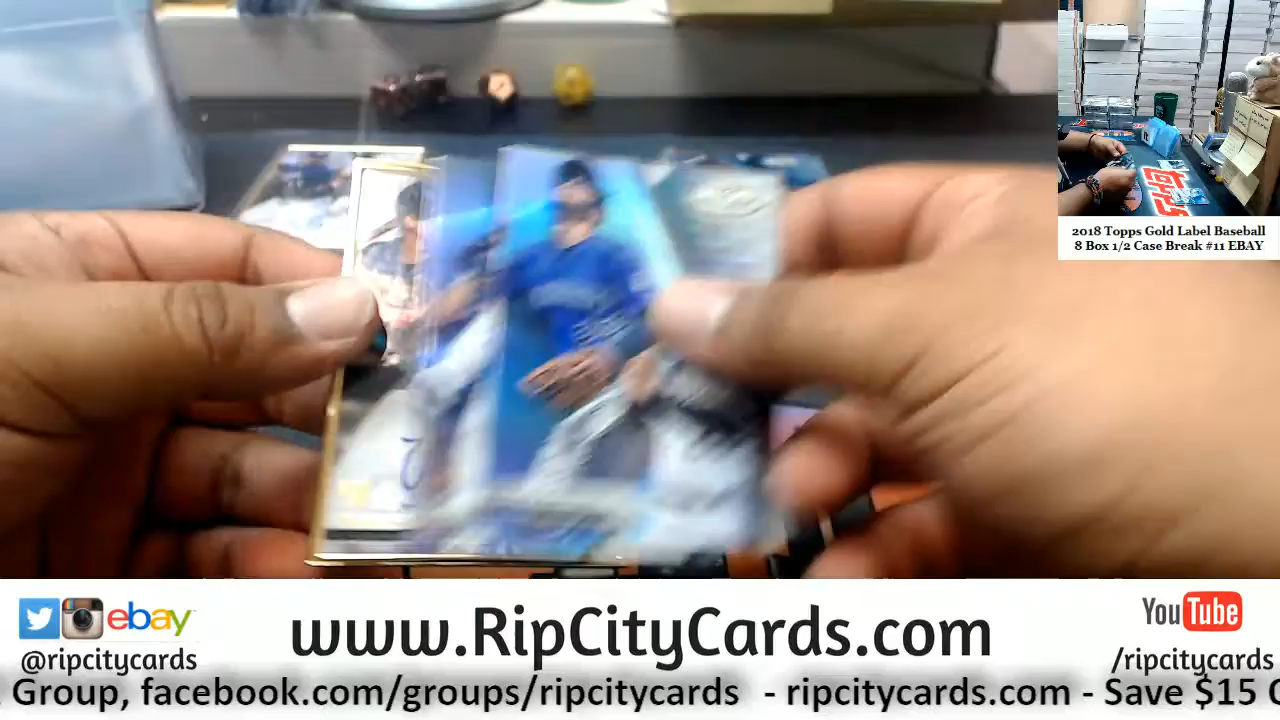 2018 Topps Gold Label Baseball
8 Box 1/2 Case Break #11 EBAY
ebay
www.RipCityCards.com
YouTube
@ripcitycards
/ripcitycards
Group, facebook.com/groups/ripcitycards - ripcitycards.com - Save $15